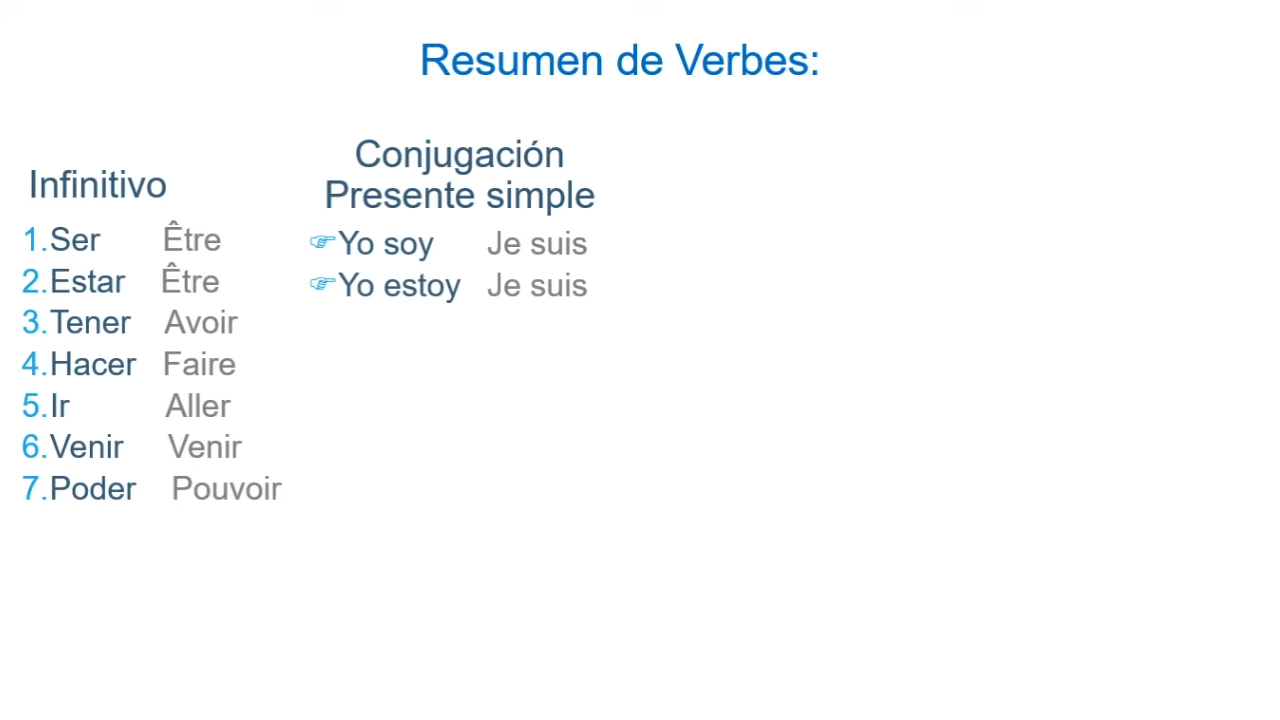 Resumen de Verbes:
Infinitivo
1.Ser Être
2.Estar Être
3.Tener Avoir
4.Hacer Faire
5.Ir Aller
6.Venir Venir
7.Poder Pouvoir
Conjugación
Presente simple
☞Yo soy Je suis
☞Yo estoy Je suis